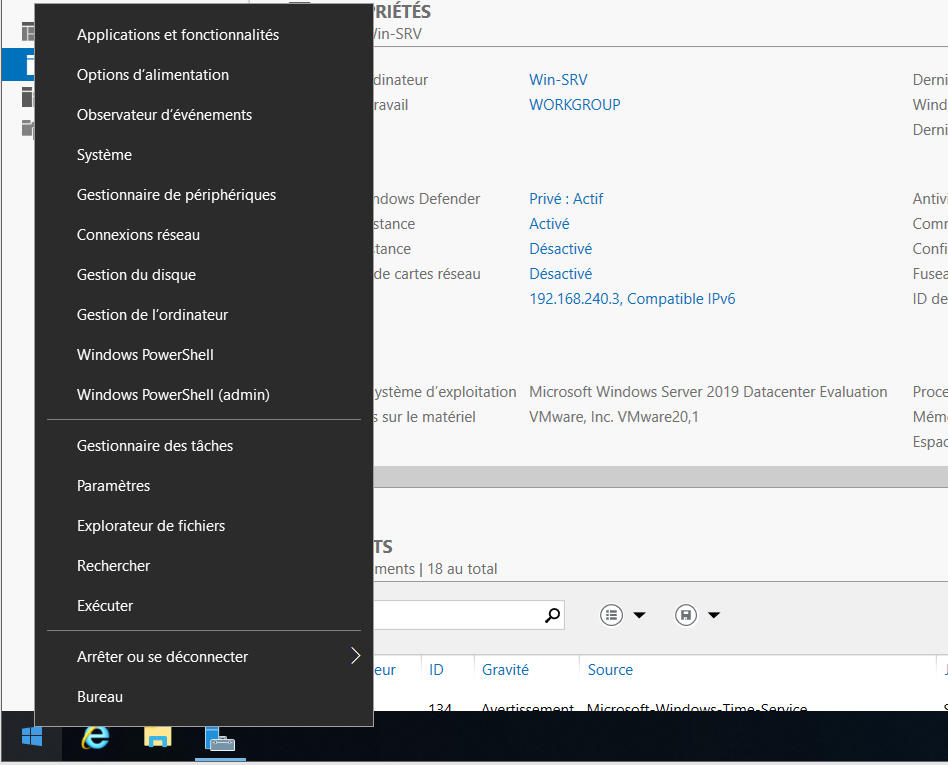 Applications et fonctionnalités
Options d'alimentation
Observateur d'événements
Système
Gestionnaire de périphériques
Connexions réseau
Gestion du disque
Gestion de l'ordinateur
Windows PowerShell
Windows PowerShell (admin)
Gestionnaire des tâches
Paramètres
Explorateur de fichiers
Rechercher
Exécuter
Arrêter ou se déconnecter
Bureau
PRIÉTÉS
Win-SRV
dinateur Win-SRV Derni
ravail WORKGROUP Wind
Derni
ndows Defender Privé : Actif Antivi
stance Activé Comm
stance Désactivé Confi
de cartes réseau Désactivé Fusea
192.168.240.3, Compatible IPv6 ID de
système d'exploitation Microsoft Windows Server 2019 Datacenter Evaluation Proce
s sur le matériel VMware, Inc. VMware20,1 Mémo
Espac
TS
ments | 18 au total
eur ID Gravité Source
134 Avertissement Microsoft-Windows-Time-Service